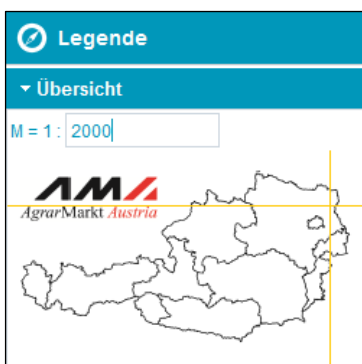 Legende
Übersicht
M = 1 : 2000
AMA
AgrarMarkt Austria